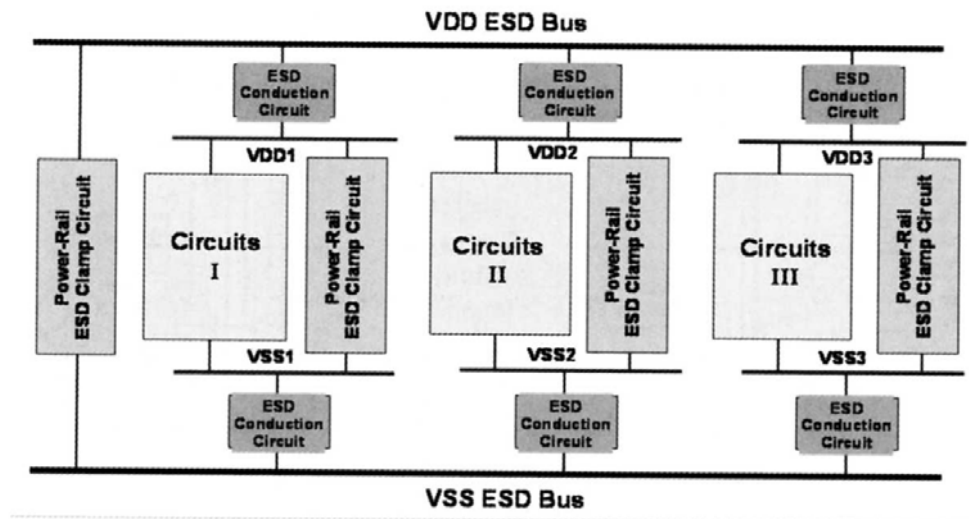 VDD ESD Bus
ESD
Conduction
Circuit
ESD
Conduction
Circuit
ESD
Conduction
Circuit
VDD1
VDD2
VDD3
Power-Rail
ESD Clamp Circuit
Circuits
I
Power-Rail
ESD Clamp Circuit
Circuits
II
Power-Rail
ESD Clamp Circuit
Circuits
III
Power-Rail
ESD Clamp Circuit
VSS1
VSS2
VSS3
ESD
Conduction
Circuit
ESD
Conduction
Circuit
ESD
Conduction
Circuit
VSS ESD Bus